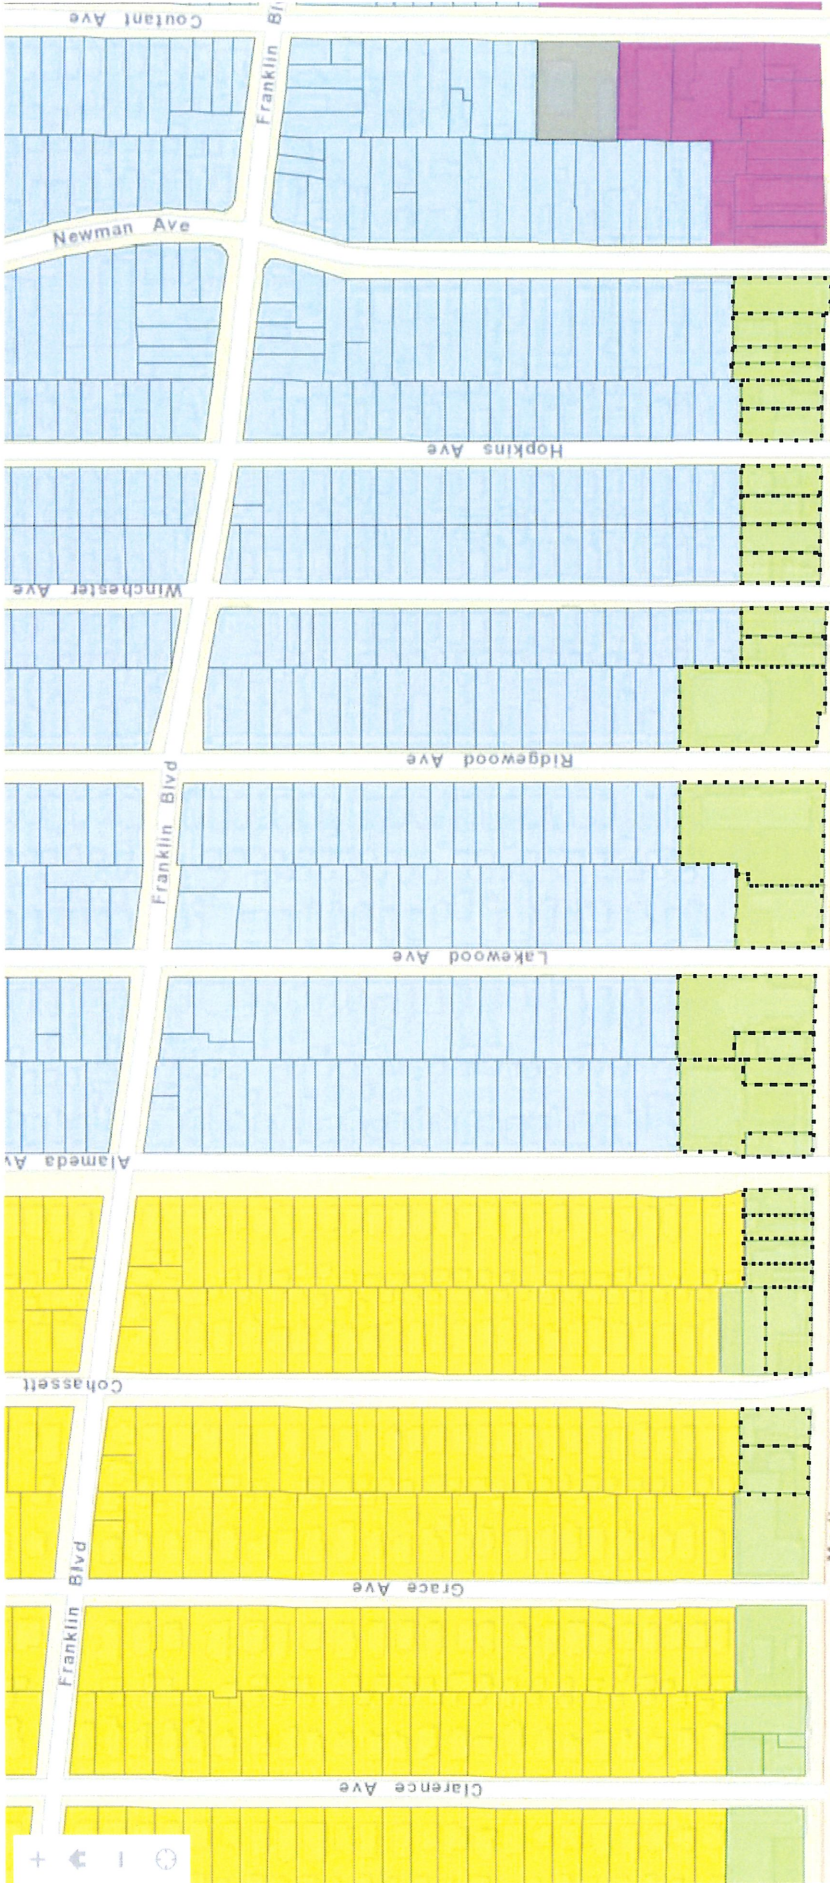 Coutant Ave
Franklin Bl
Newman Ave
Hopkins Ave
Winchester Ave
Ridgewood Ave
Franklin Blvd
Lakewood Ave
Alameda Av
Cohassett
Grace Ave
Franklin Blvd
Clarence Ave